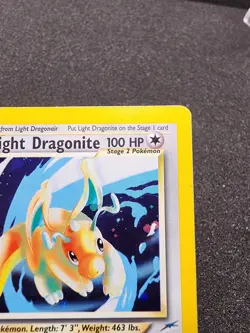 from Light Dragonair Put Light Dragonite on the Stage 1 card
ight Dragonite 100 HP
Stage 2 Pokémon
okémon. Length: 7' 3", Weight: 463 lbs.